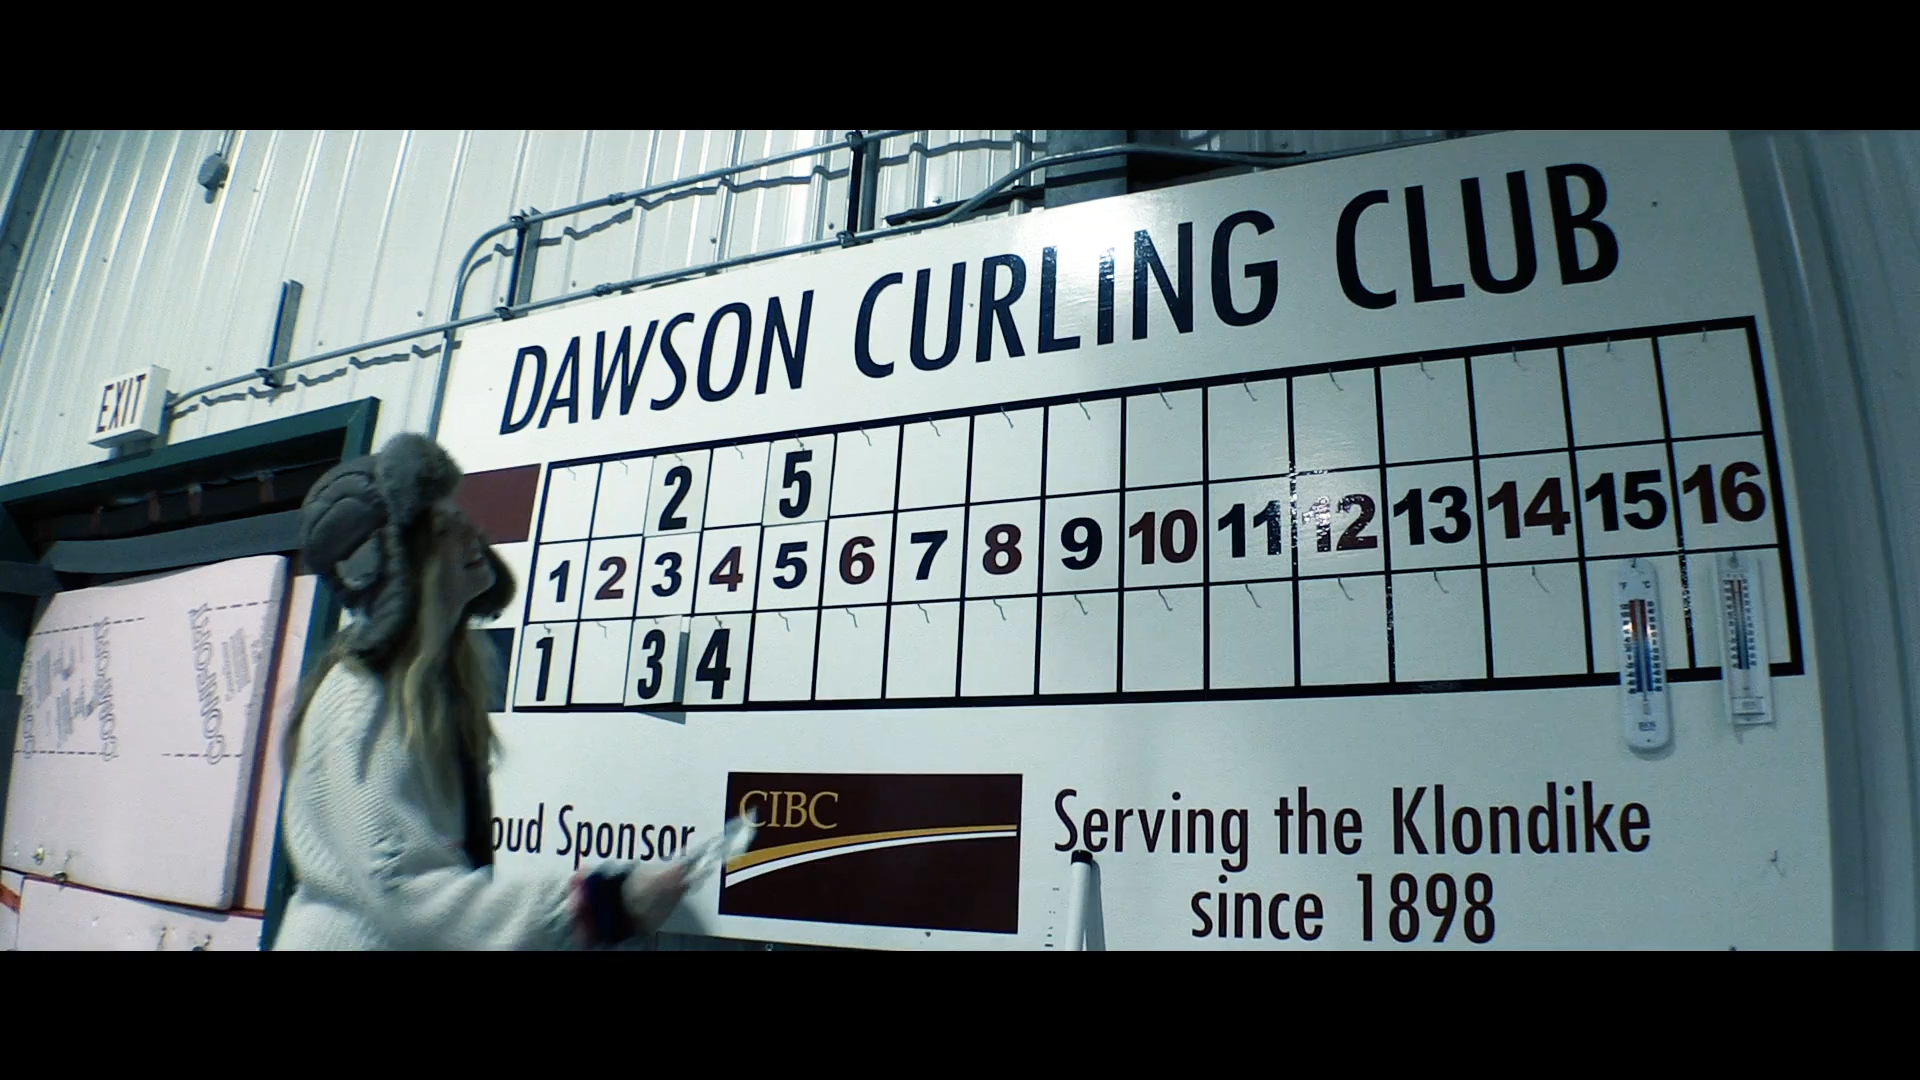 DAWSON CURLING CLUB
EXIT
2 5
1 2 3 4 5 6 7 8 9 10 11 12 13 14 15 16
1 3 4
oud Sponsor
CIBC
Serving the Klondike
since 1898